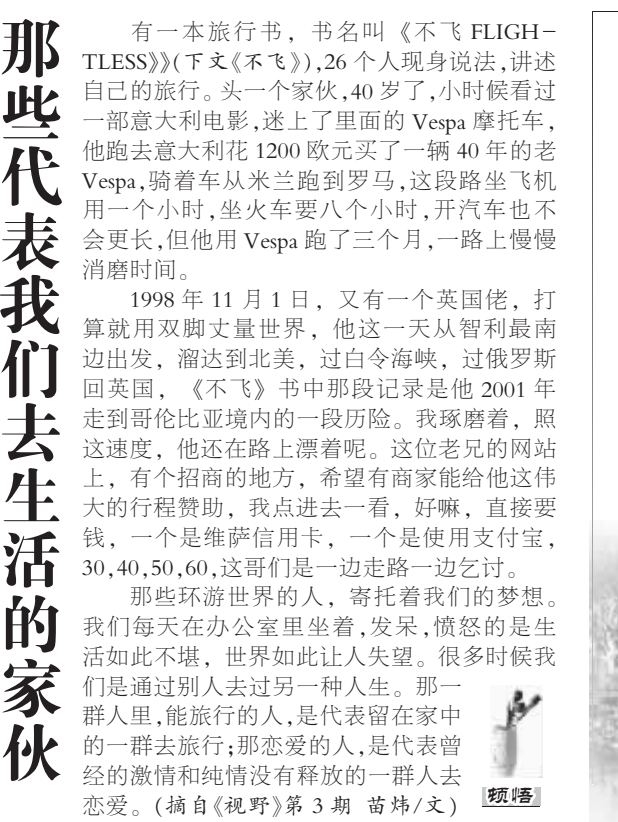 那些代表我们去生活的家伙
有一本旅行书，书名叫《不飞 FLIGH-
TLESS》》(下文《不飞》),26 个人现身说法,讲述
自己的旅行。头一个家伙,40 岁了,小时候看过
一部意大利电影,迷上了里面的 Vespa 摩托车，
他跑去意大利花 1200 欧元买了一辆 40 年的老
Vespa,骑着车从米兰跑到罗马,这段路坐飞机
用一个小时,坐火车要八个小时,开汽车也不
会更长,但他用 Vespa 跑了三个月,一路上慢慢
消磨时间。
1998 年 11 月 1 日，又有一个英国佬，打
算就用双脚丈量世界，他这一天从智利最南
边出发，溜达到北美，过白令海峡，过俄罗斯
回英国，《不飞》书中那段记录是他 2001 年
走到哥伦比亚境内的一段历险。我琢磨着，照
这速度，他还在路上漂着呢。这位老兄的网站
上，有个招商的地方，希望有商家能给他这伟
大的行程赞助，我点进去一看，好嘛，直接要
钱，一个是维萨信用卡，一个是使用支付宝，
30,40,50,60,这哥们是一边走路一边乞讨。
那些环游世界的人，寄托着我们的梦想。
我们每天在办公室里坐着,发呆,愤怒的是生
活如此不堪，世界如此让人失望。很多时候我
们是通过别人去过另一种人生。那一
群人里,能旅行的人,是代表留在家中
的一群去旅行;那恋爱的人,是代表曾
经的激情和纯情没有释放的一群人去
恋爱。(摘自《视野》第 3 期 苗炜/文)
顿悟